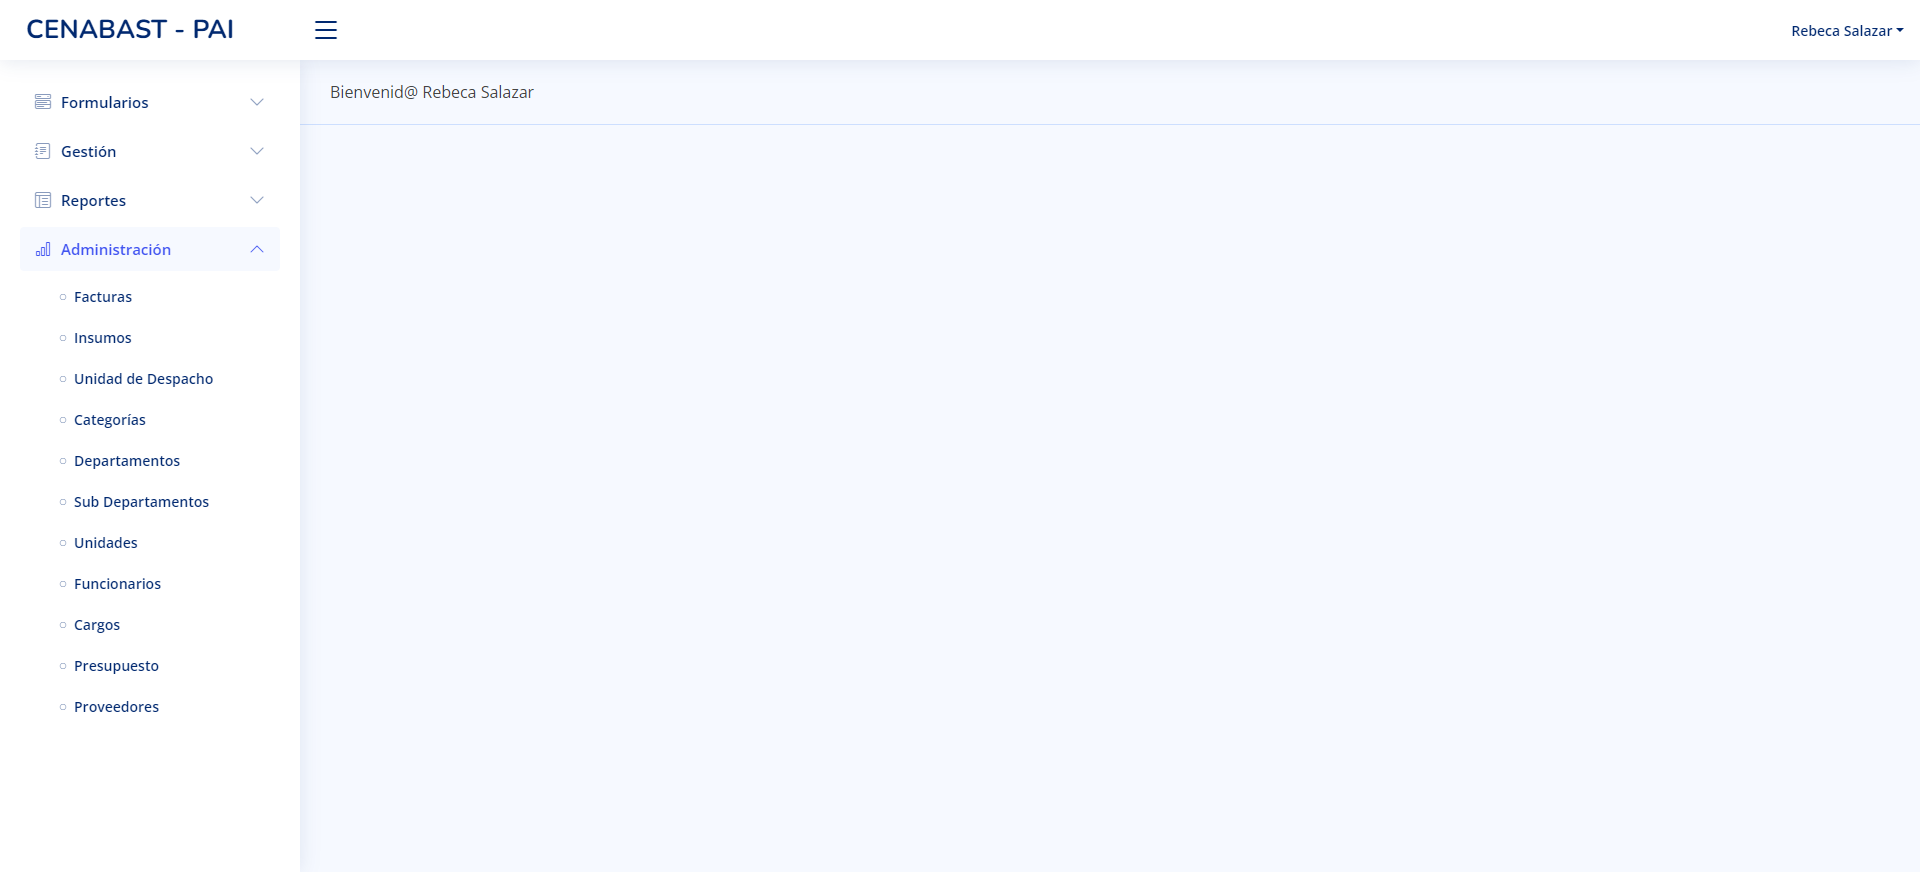 CENABAST - PAI
Rebeca Salazar
Bienvenid@ Rebeca Salazar
Formularios
Gestión
Reportes
Administración
Facturas
Insumos
Unidad de Despacho
Categorías
Departamentos
Sub Departamentos
Unidades
Funcionarios
Cargos
Presupuesto
Proveedores